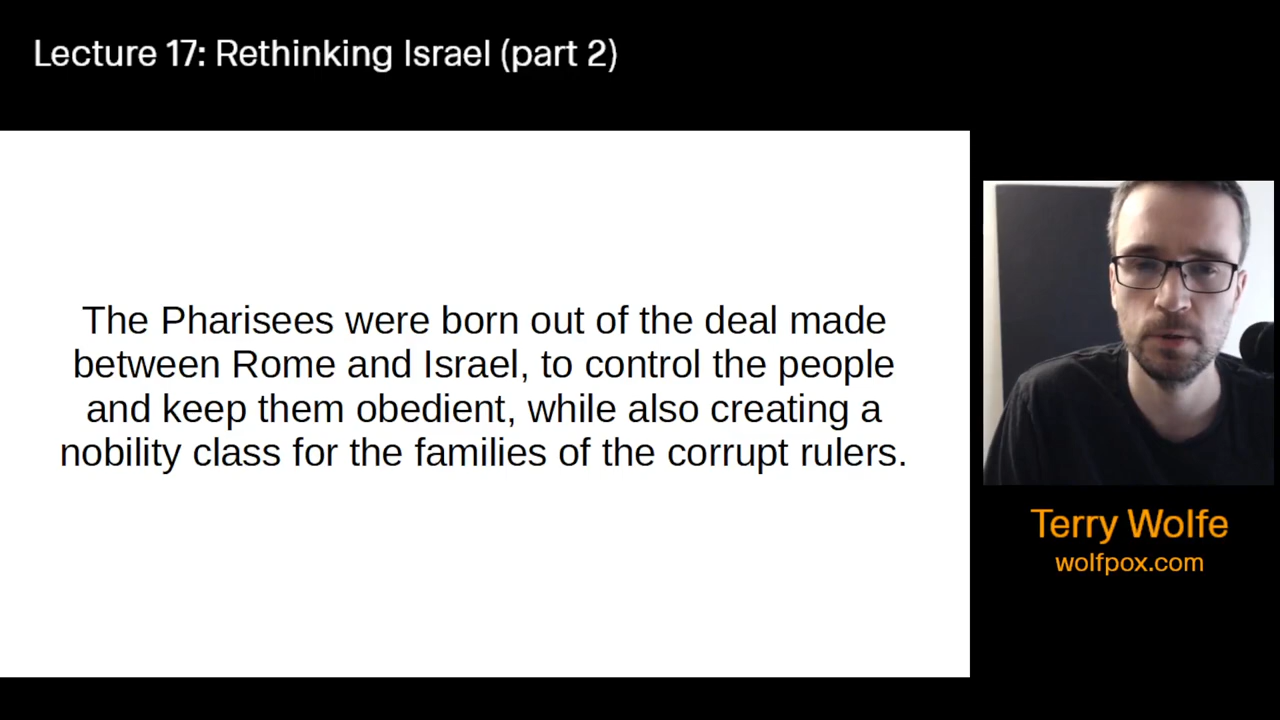 Lecture 17: Rethinking Israel (part 2)
The Pharisees were born out of the deal made
between Rome and Israel, to control the people
and keep them obedient, while also creating a
nobility class for the families of the corrupt rulers.
Terry Wolfe
wolfpox.com